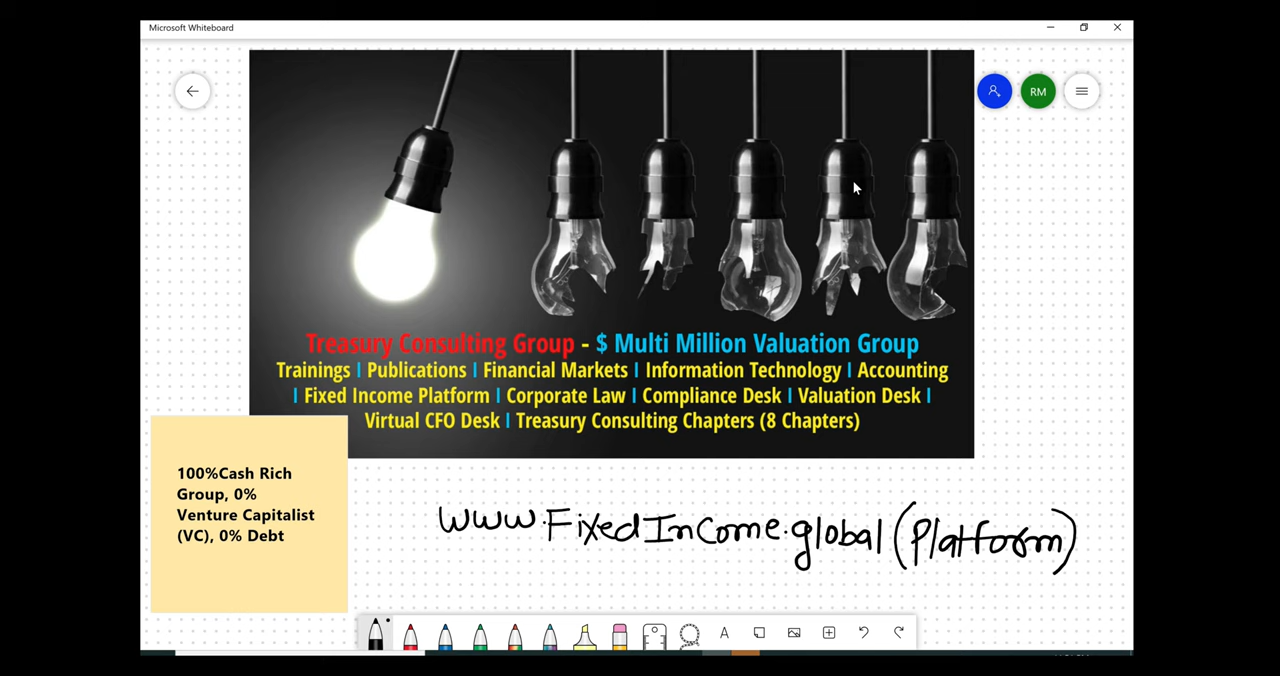 Microsoft Whiteboard
RM
Treasury Consulting Group - $ Multi Million Valuation Group
Trainings I Publications I Financial Markets I Information Technology I Accounting
I Fixed Income Platform I Corporate Law I Compliance Desk I Valuation Desk I
Virtual CFO Desk I Treasury Consulting Chapters (8 Chapters)
100%Cash Rich
Group, 0%
Venture Capitalist
(VC), 0% Debt
www.FixedInCome.global (Platform)
A